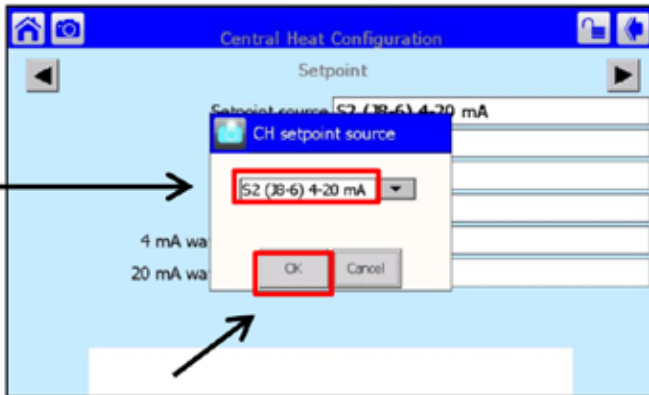 Central Heat Configuration
Setpoint
Setpoint source S2 (J8-6) 4-20 mA
CH setpoint source
S2 (J8-6) 4-20 mA
4 mA wa
20 mA wa
OK Cancel